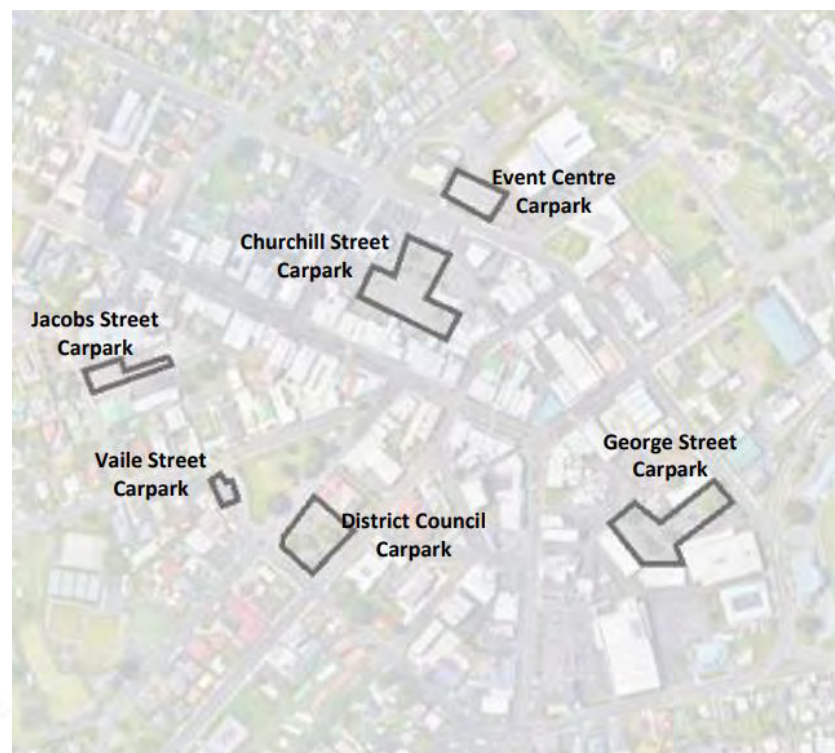 Event Centre
Carpark
Churchill Street
Carpark
Jacobs Street
Carpark
George Street
Carpark
Vaile Street
Carpark
District Council
Carpark